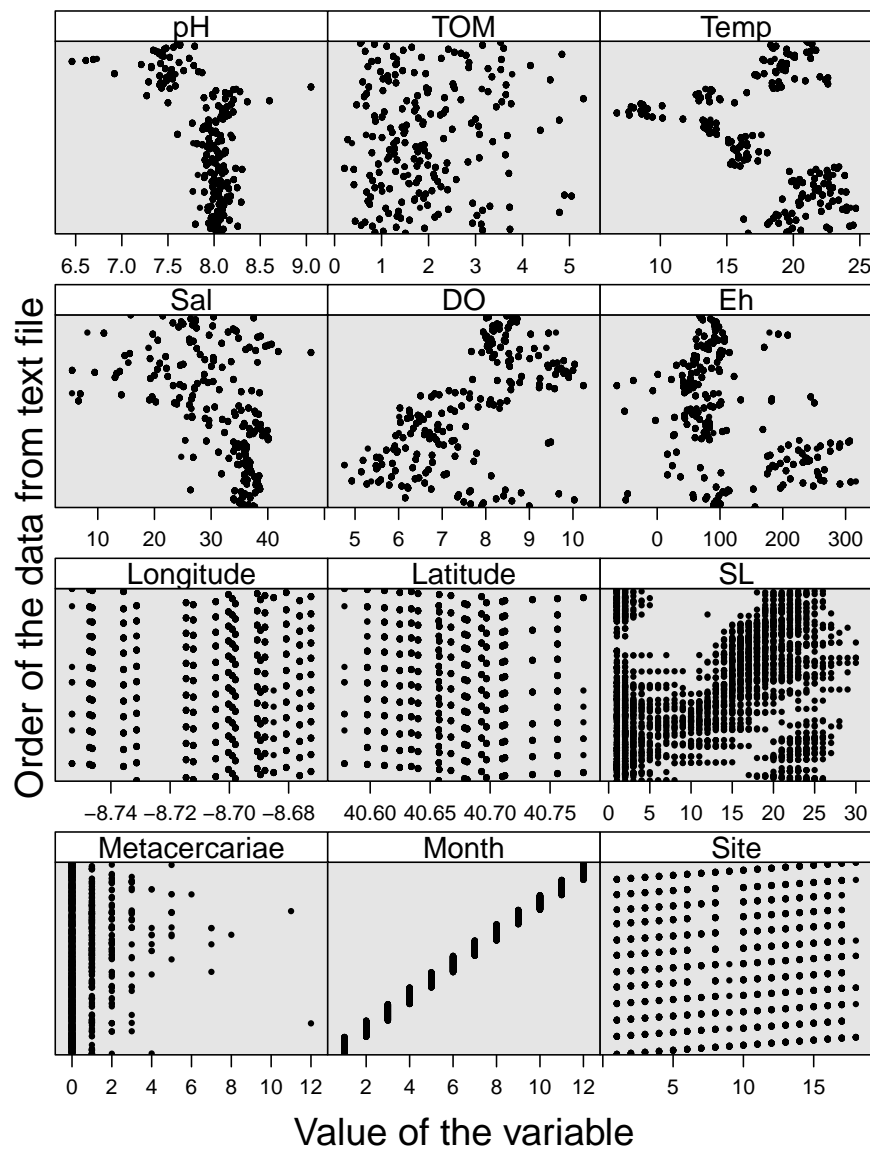 pH TOM Temp
6.5 7.0 7.5 8.0 8.5 9.0 0 1 2 3 4 5 10 15 20 25
Sal DO Eh
10 20 30 40 5 6 7 8 9 10 0 100 200 300
Longitude Latitude SL
−8.74 −8.72 −8.70 −8.68 40.60 40.65 40.70 40.75 0 5 10 15 20 25 30
Metacercariae Month Site
0 2 4 6 8 10 12 2 4 6 8 10 12 5 10 15
Value of the variable
Order of the data from text file